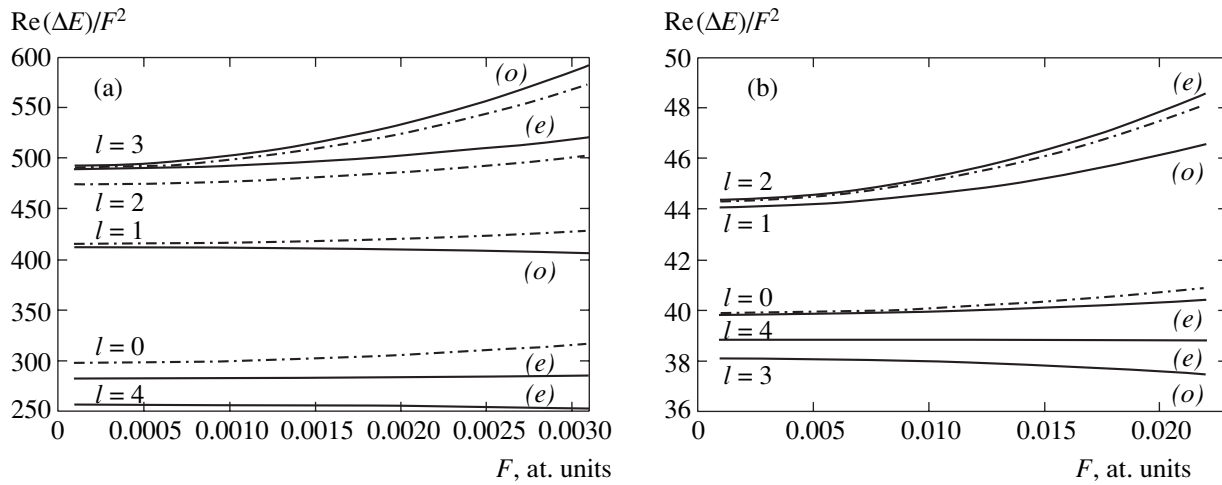 Re(ΔE)/F²
600
550
500
450
400
350
300
250
(a)
l = 3
l = 2
l = 1
l = 0
l = 4
(o)
(e)
(o)
(e)
(e)
0 0.0005 0.0010 0.0015 0.0020 0.0025 0.0030
F, at. units
Re(ΔE)/F²
50
48
46
44
42
40
38
36
(b)
l = 2
l = 1
l = 0
l = 4
l = 3
(e)
(o)
(e)
(e)
(o)
0 0.005 0.010 0.015 0.020
F, at. units